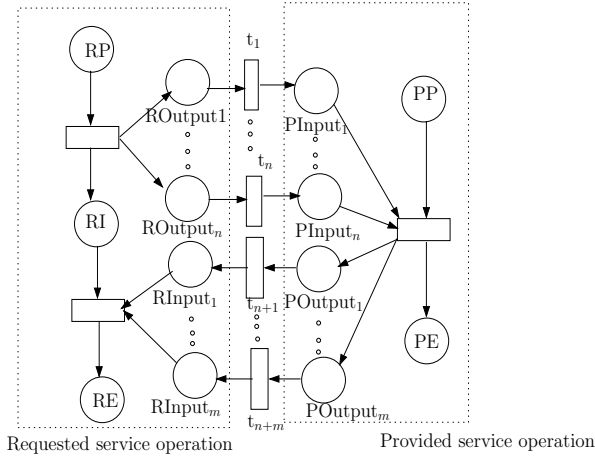 t₁
RP
PP
ROutput1
PInput₁
tₙ
RI
ROutputₙ
PInputₙ
RInput₁
tₙ₊₁
POutput₁
PE
RE
RInputₘ
tₙ₊ₘ
POutputₘ
Requested service operation
Provided service operation